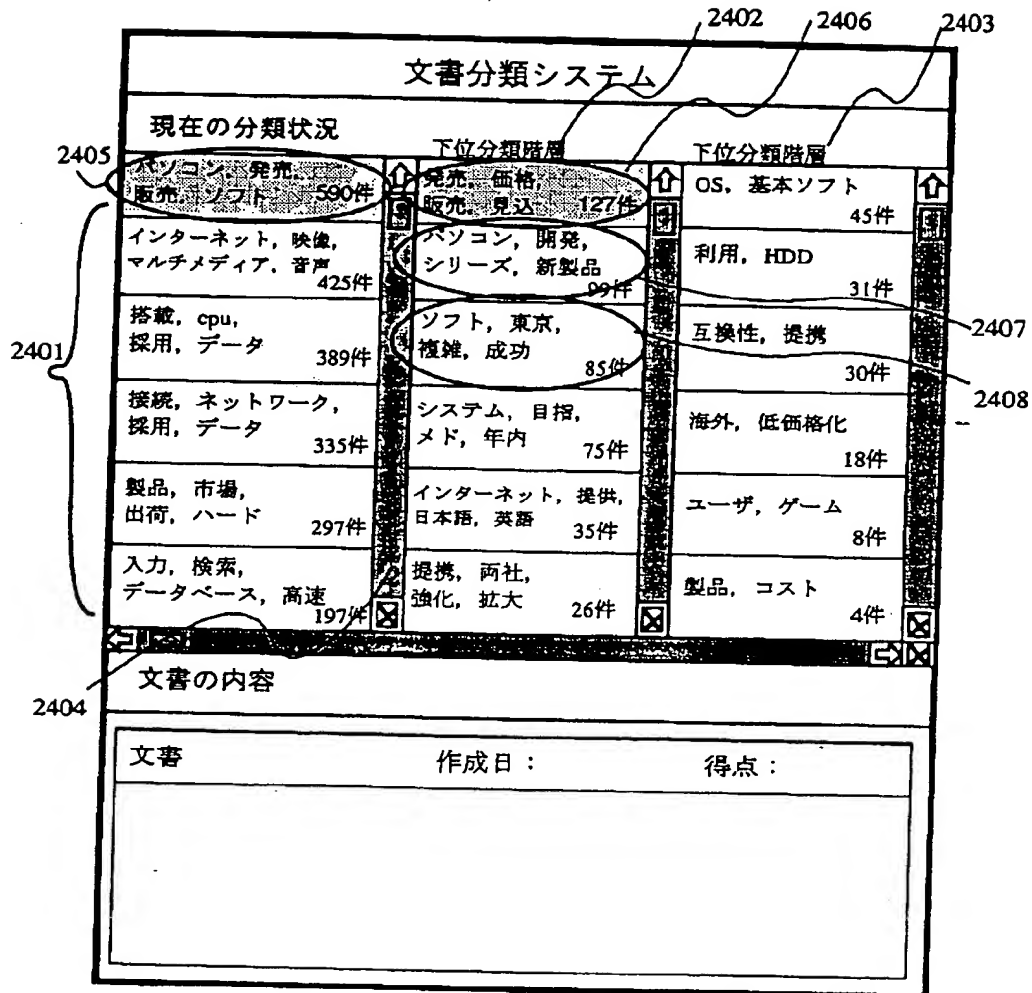 2402
2406
2403
文書分類システム
現在の分類状況
下位分類階層
下位分類階層
2405
2401
パソコン, 発売,
販売, ソフト 590件
インターネット, 映像,
マルチメディア, 音声
425件
搭載, cpu,
採用, データ
389件
接続, ネットワーク,
採用, データ
335件
製品, 市場,
出荷, ハード
297件
入力, 検索,
データベース, 高速
197件
発売, 価格,
販売, 見込 127件
パソコン, 開発,
シリーズ, 新製品
99件
ソフト, 東京,
複雑, 成功
85件
システム, 目指,
メド, 年内
75件
インターネット, 提供,
日本語, 英語
35件
提携, 両社,
強化, 拡大
26件
OS, 基本ソフト
45件
利用, HDD
31件
互換性, 提携
30件
海外, 低価格化
18件
ユーザ, ゲーム
8件
製品, コスト
4件
2407
2408
2404
文書の内容
文書 作成日: 得点: